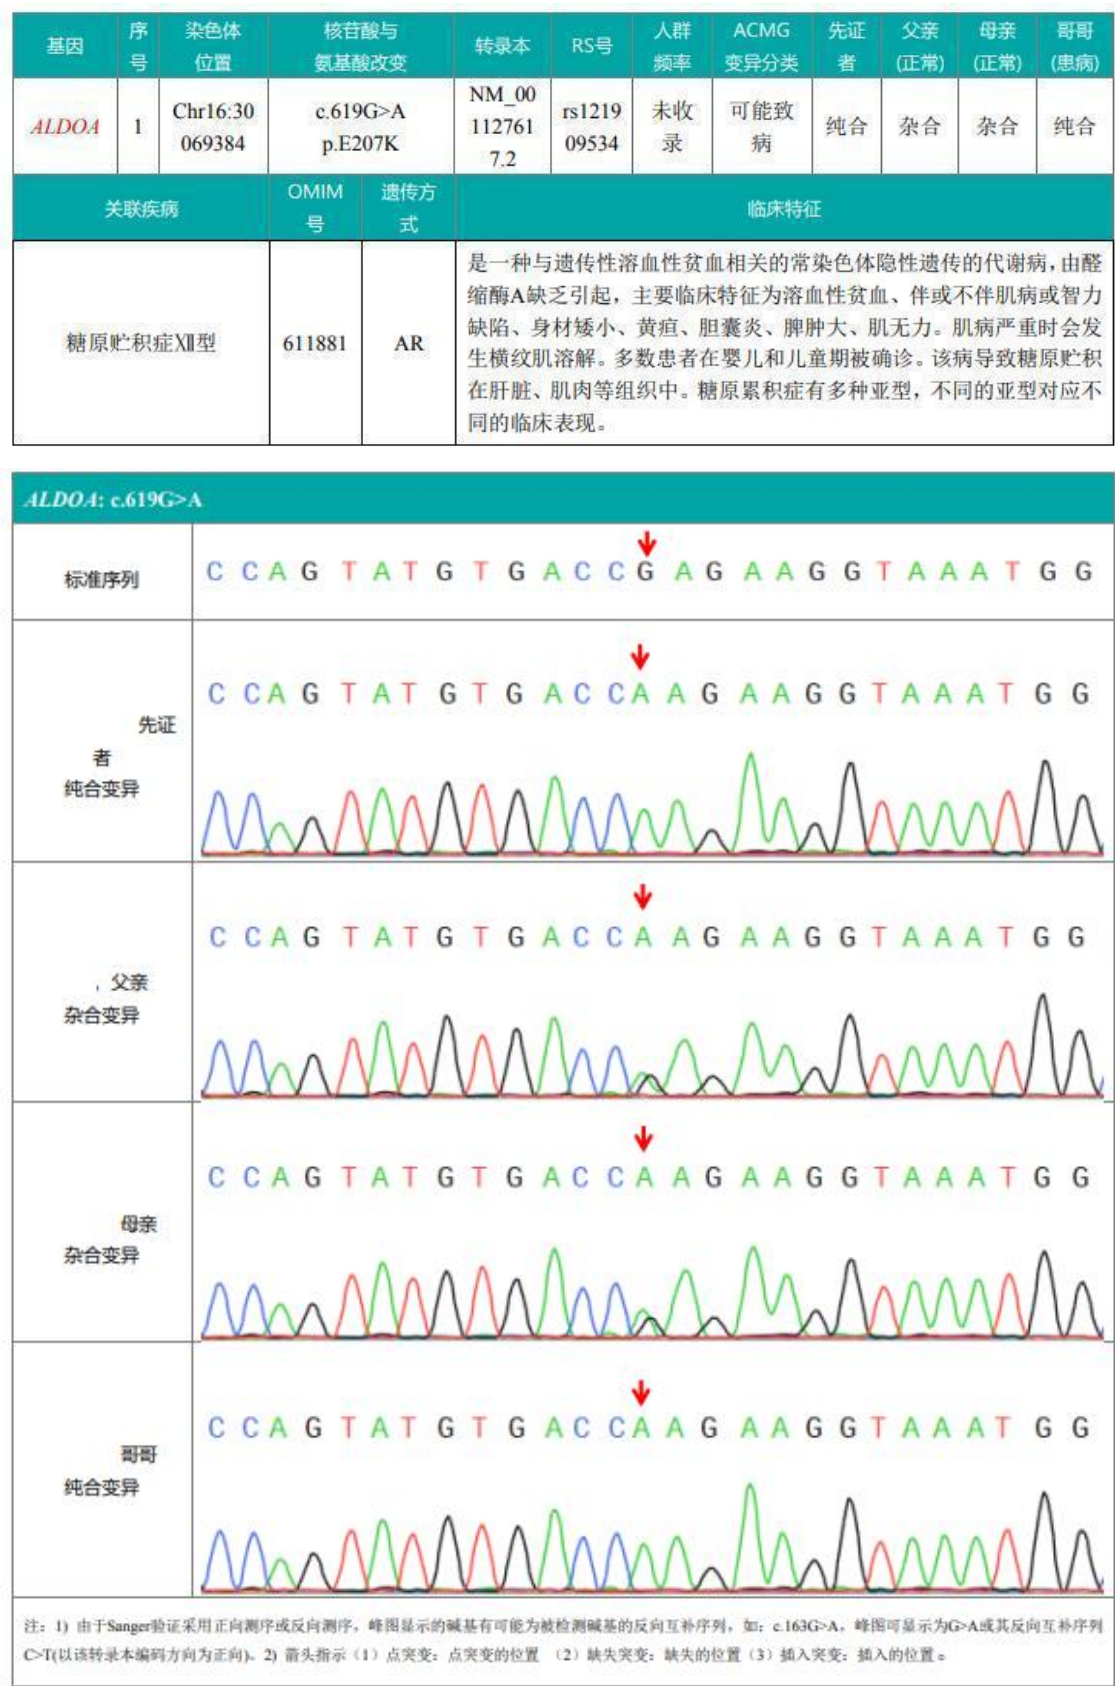 基因 序号 染色体位置 核苷酸与氨基酸改变 转录本 RS号 人群频率 ACMG变异分类 先证者 父亲(正常) 母亲(正常) 哥哥(患病)
ALDOA 1 Chr16:30069384 c.619G>A p.E207K NM_001127617.2 rs121909534 未收录 可能致病 纯合 杂合 杂合 纯合
关联疾病 OMIM号 遗传方式 临床特征
糖原贮积症Ⅻ型 611881 AR
是一种与遗传性溶血性贫血相关的常染色体隐性遗传的代谢病,由醛
缩酶A缺乏引起，主要临床特征为溶血性贫血、伴或不伴肌病或智力
缺陷、身材矮小、黄疸、胆囊炎、脾肿大、肌无力。肌病严重时会发
生横纹肌溶解。多数患者在婴儿和儿童期被确诊。该病导致糖原贮积
在肝脏、肌肉等组织中。糖原累积症有多种亚型，不同的亚型对应不
同的临床表现。
ALDOA: c.619G>A
标准序列
C C A G T A T G T G A C C G A G A A G G T A A A T G G
先证
者
纯合变异
C C A G T A T G T G A C C A A G A A G G T A A A T G G
, 父亲
杂合变异
C C A G T A T G T G A C C A A G A A G G T A A A T G G
母亲
杂合变异
C C A G T A T G T G A C C A A G A A G G T A A A T G G
哥哥
纯合变异
C C A G T A T G T G A C C A A G A A G G T A A A T G G
注：1) 由于Sanger验证采用正向测序或反向测序，峰图显示的碱基有可能为被检测碱基的反向互补序列，如：c.163G>A，峰图可显示为G>A或其反向互补序列
C>T(以该转录本编码方向为正向)。2) 箭头指示（1）点突变：点突变的位置 （2）缺失突变：缺失的位置（3）插入突变：插入的位置。